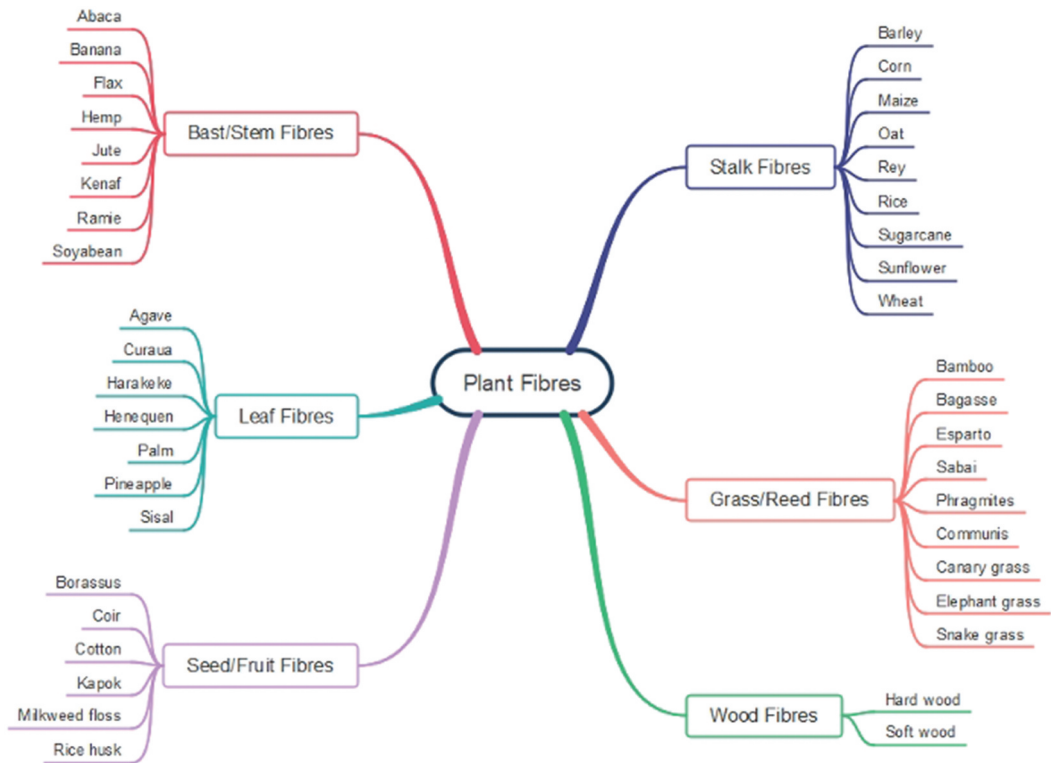 Abaca
Banana
Flax
Hemp
Jute
Kenaf
Ramie
Soyabean
Bast/Stem Fibres
Agave
Curaua
Harakeke
Henequen
Palm
Pineapple
Sisal
Leaf Fibres
Borassus
Coir
Cotton
Kapok
Milkweed floss
Rice husk
Seed/Fruit Fibres
Plant Fibres
Stalk Fibres
Barley
Corn
Maize
Oat
Rey
Rice
Sugarcane
Sunflower
Wheat
Grass/Reed Fibres
Bamboo
Bagasse
Esparto
Sabai
Phragmites
Communis
Canary grass
Elephant grass
Snake grass
Wood Fibres
Hard wood
Soft wood